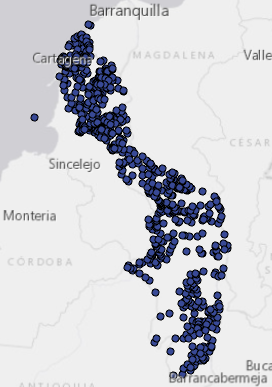 Barranquilla
MAGDALENA
Cartagena
Valle
CESAR
Sincelejo
Monteria
CÓRDOBA
Buca
ANTIOQUIA
Barrancabermeja